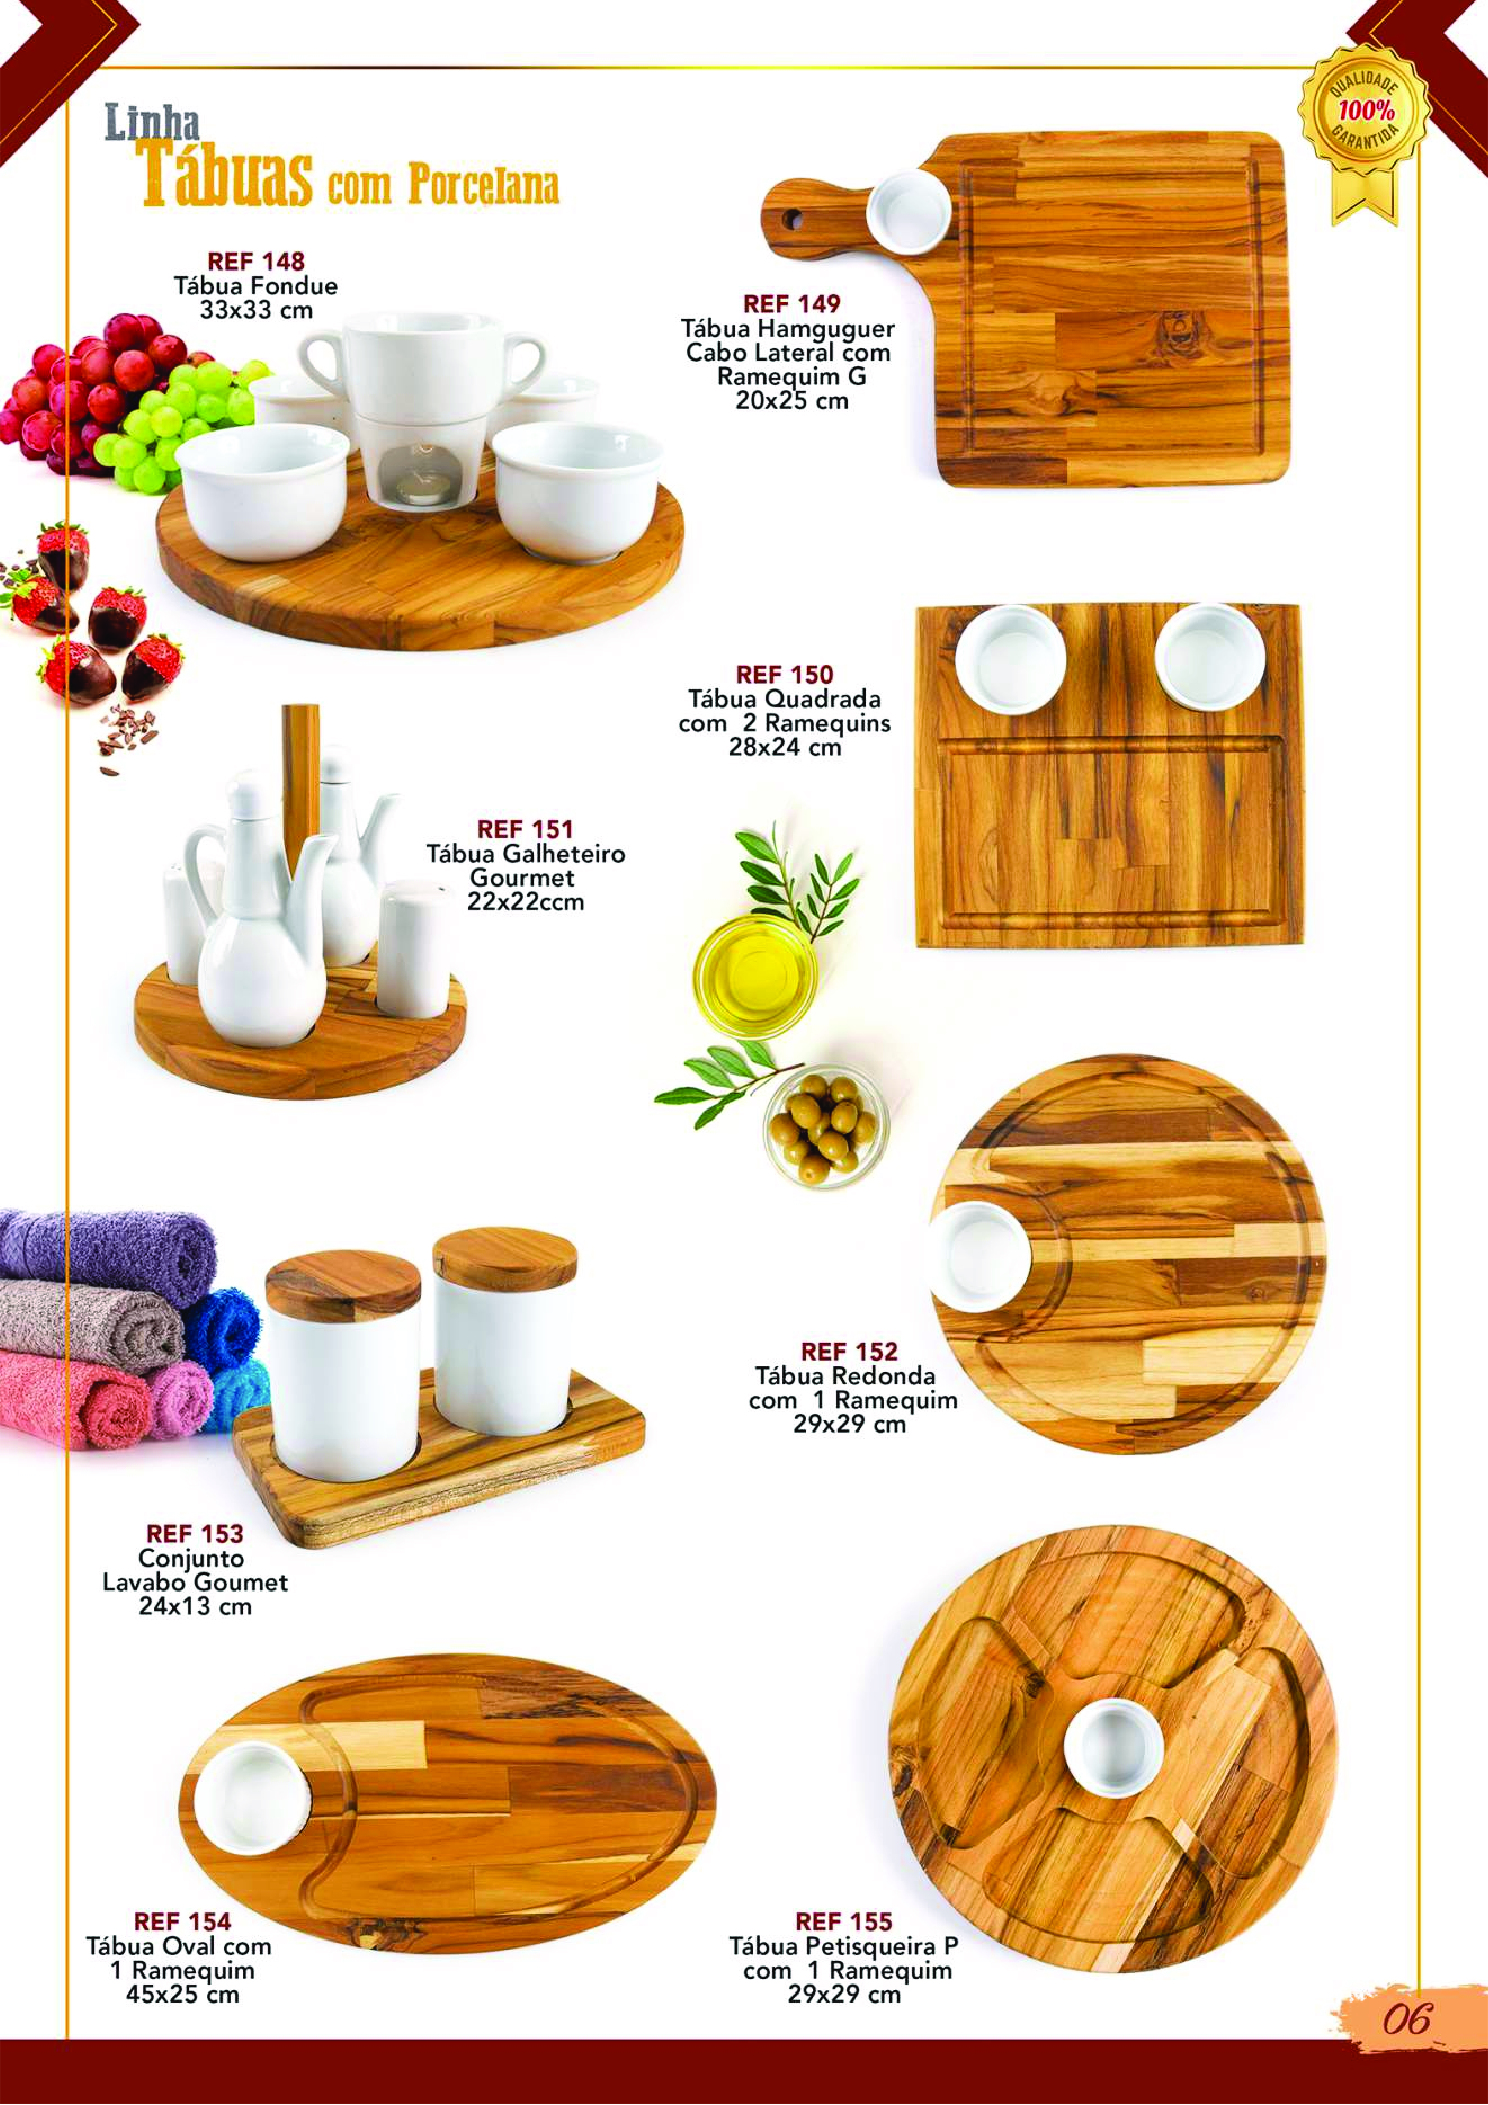 Linha
Tábuas com Porcelana
QUALIDADE
100%
GARANTIDA
REF 148
Tábua Fondue
33x33 cm
REF 149
Tábua Hamguguer
Cabo Lateral com
Ramequim G
20x25 cm
REF 150
Tábua Quadrada
com 2 Ramequins
28x24 cm
REF 151
Tábua Galheteiro
Gourmet
22x22ccm
REF 152
Tábua Redonda
com 1 Ramequim
29x29 cm
REF 153
Conjunto
Lavabo Goumet
24x13 cm
REF 154
Tábua Oval com
1 Ramequim
45x25 cm
REF 155
Tábua Petisqueira P
com 1 Ramequim
29x29 cm
06